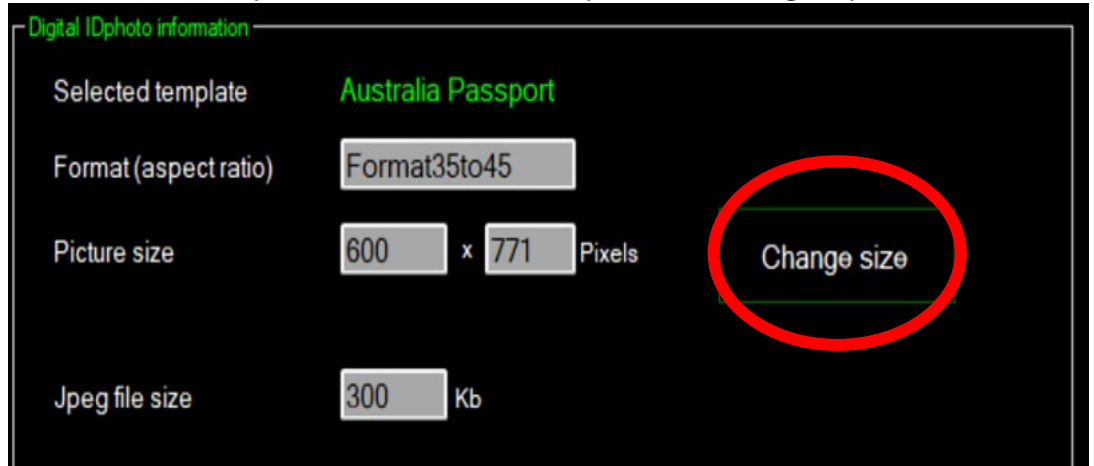 Digital IDphoto information
Selected template Australia Passport
Format (aspect ratio) Format35to45
Picture size 600 x 771 Pixels Change size
Jpeg file size 300 Kb